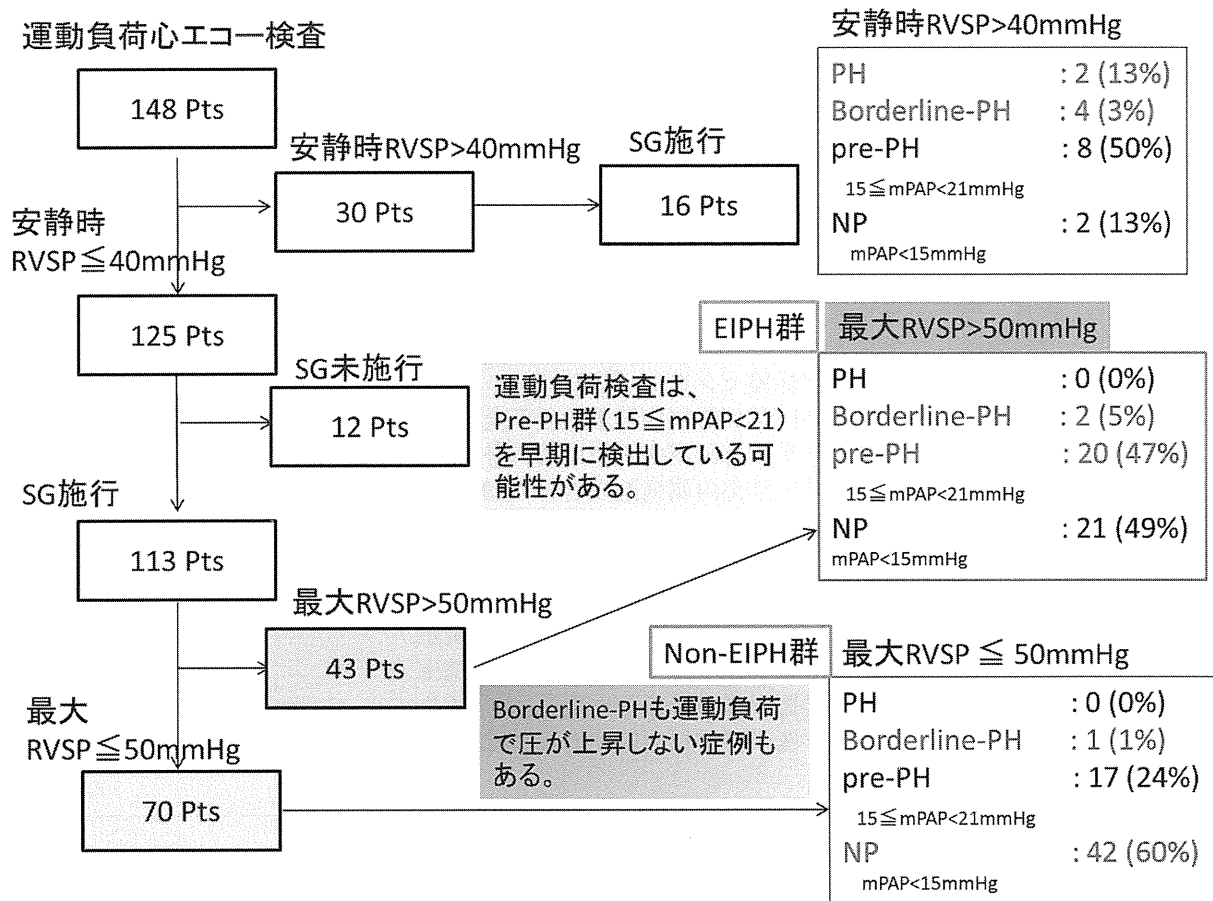 運動負荷心エコー検査
148 Pts
安静時RVSP>40mmHg
30 Pts
SG施行
16 Pts
安静時RVSP>40mmHg
PH : 2 (13%)
Borderline-PH : 4 (3%)
pre-PH : 8 (50%)
15≦mPAP<21mmHg
NP : 2 (13%)
mPAP<15mmHg
安静時
RVSP≦40mmHg
125 Pts
SG未施行
12 Pts
運動負荷検査は、
Pre-PH群(15≦mPAP<21)
を早期に検出している可
能性がある。
EIPH群
最大RVSP>50mmHg
PH : 0 (0%)
Borderline-PH : 2 (5%)
pre-PH : 20 (47%)
15≦mPAP<21mmHg
NP : 21 (49%)
mPAP<15mmHg
SG施行
113 Pts
最大RVSP>50mmHg
43 Pts
Non-EIPH群
最大RVSP ≦ 50mmHg
PH : 0 (0%)
Borderline-PH : 1 (1%)
pre-PH : 17 (24%)
15≦mPAP<21mmHg
NP : 42 (60%)
mPAP<15mmHg
Borderline-PHも運動負荷
で圧が上昇しない症例も
ある。
最大
RVSP≦50mmHg
70 Pts